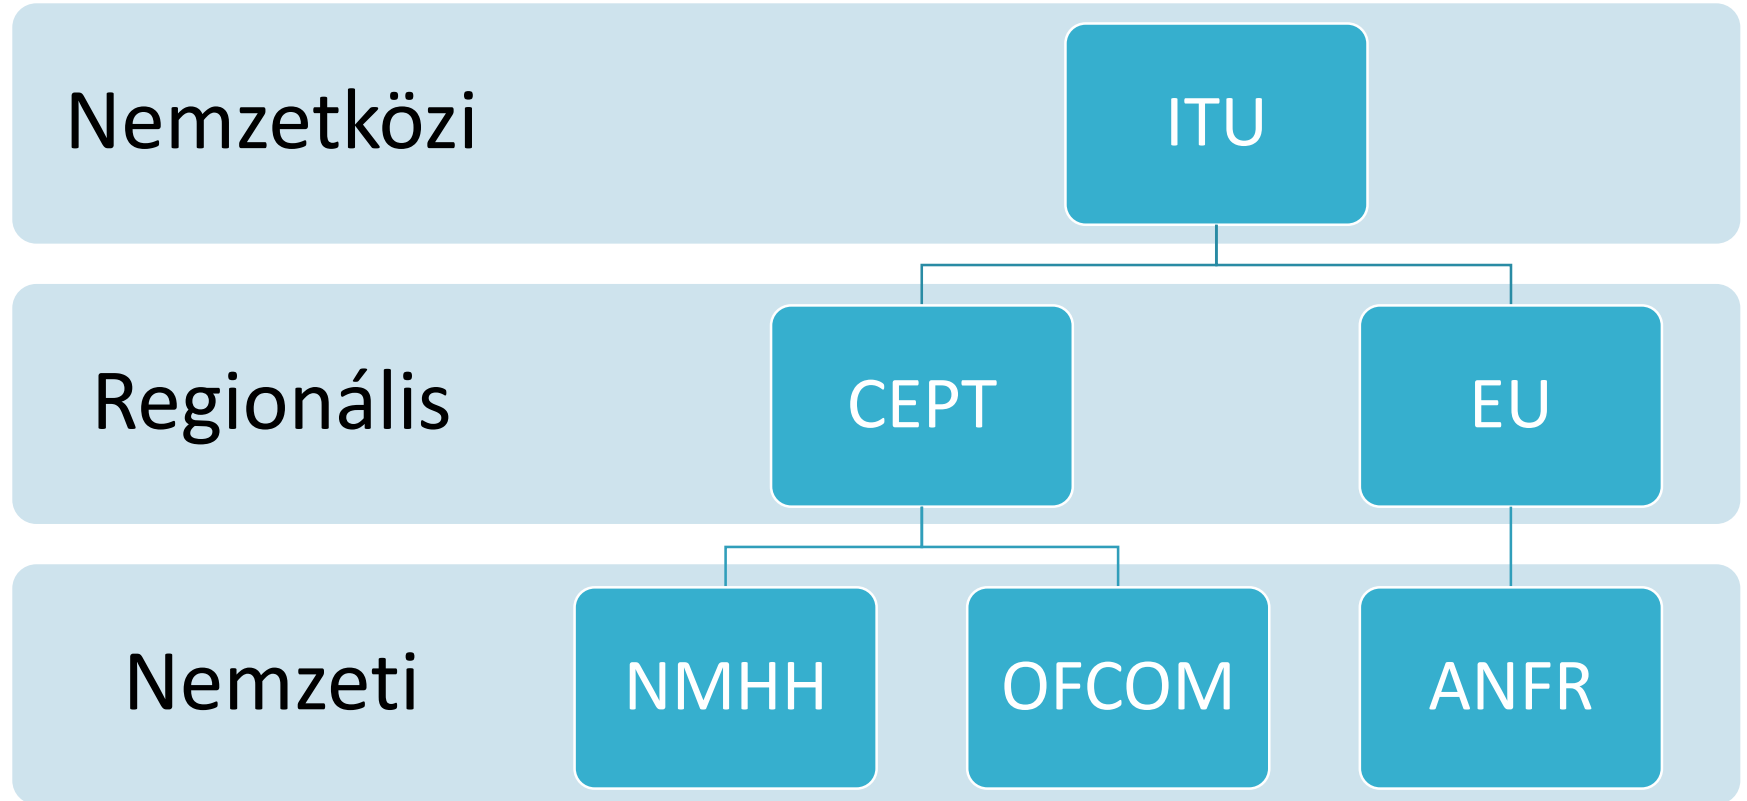 Nemzetközi
ITU
Regionális
CEPT
EU
Nemzeti
NMHH
OFCOM
ANFR